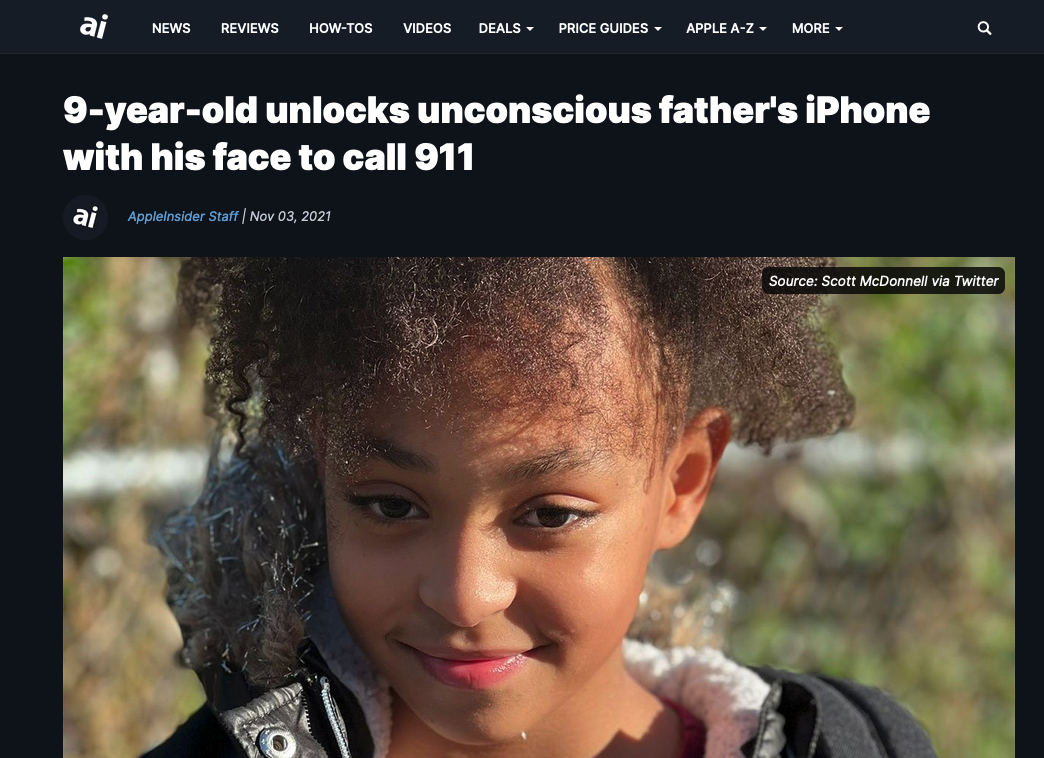 ai NEWS REVIEWS HOW-TOS VIDEOS DEALS PRICE GUIDES APPLE A-Z MORE
9-year-old unlocks unconscious father's iPhone
with his face to call 911
ai AppleInsider Staff | Nov 03, 2021
Source: Scott McDonnell via Twitter